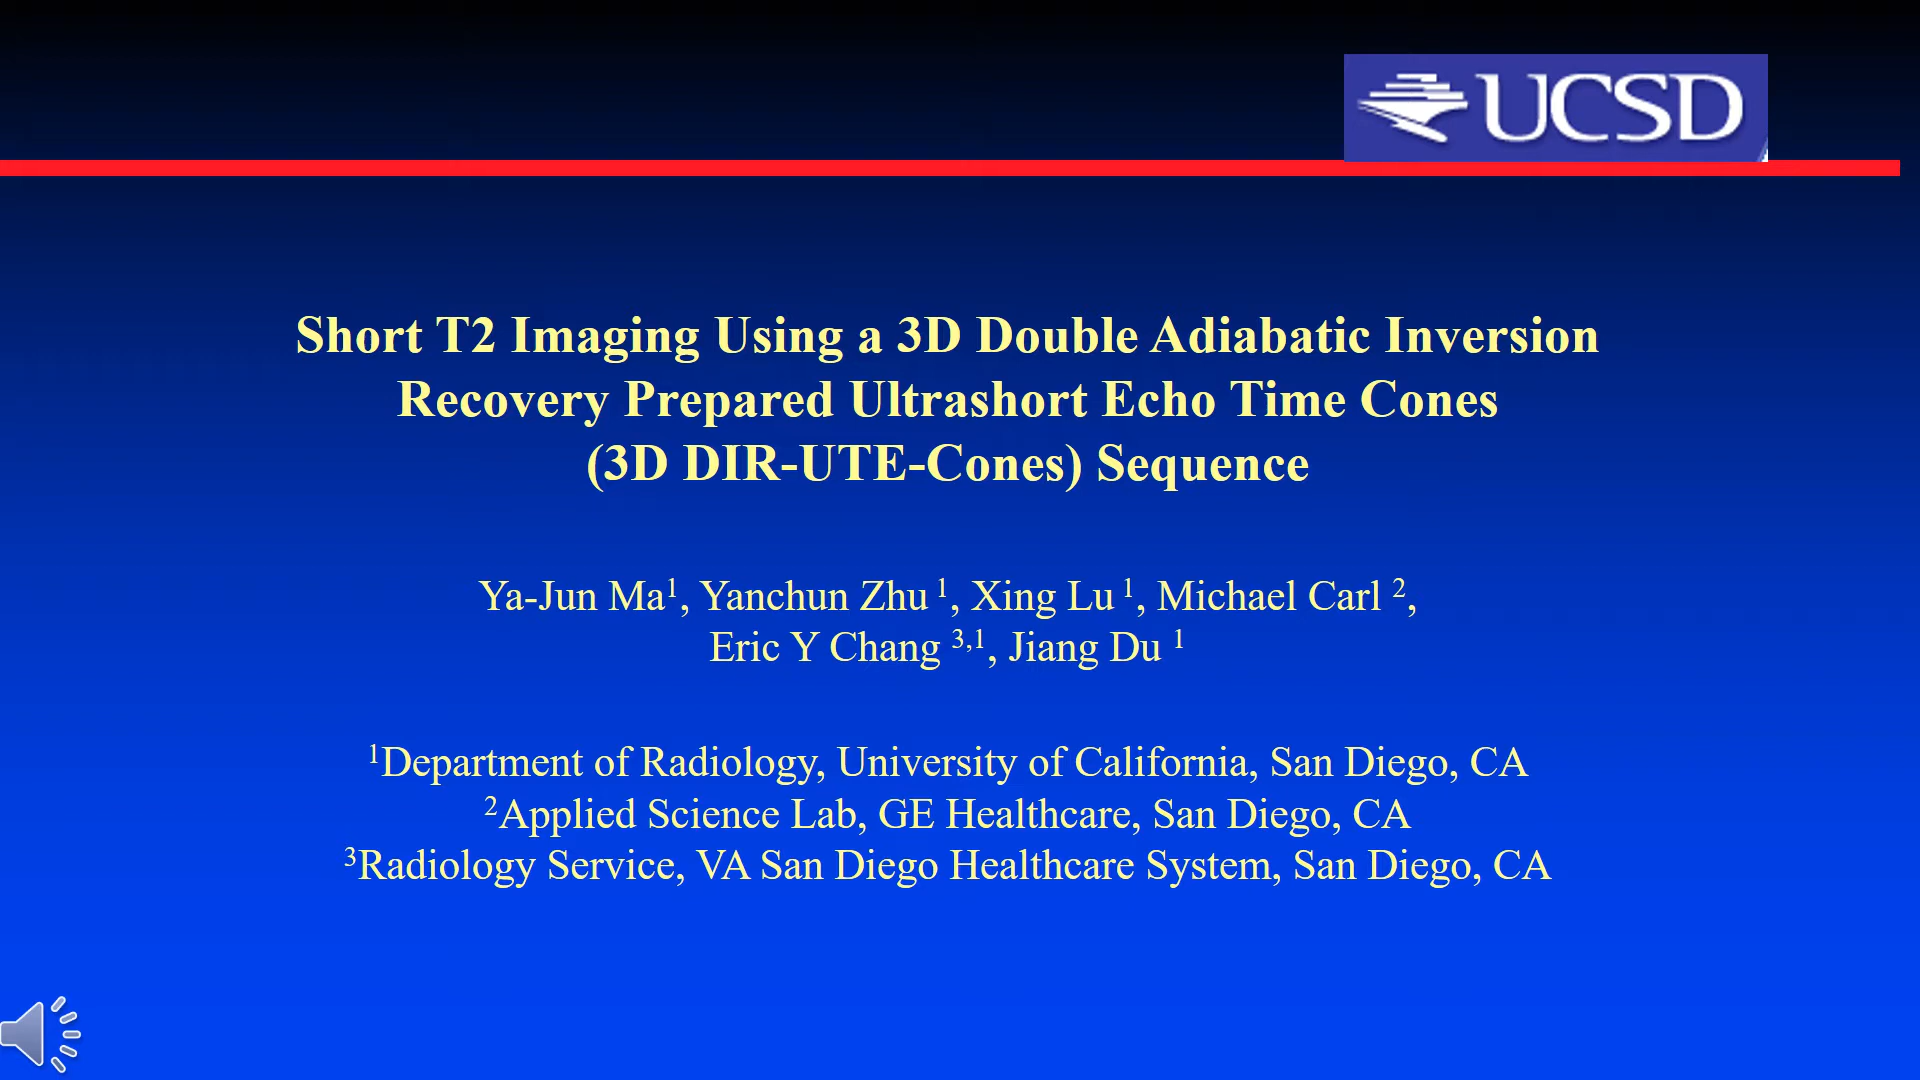 UCSD
Short T2 Imaging Using a 3D Double Adiabatic Inversion
Recovery Prepared Ultrashort Echo Time Cones
(3D DIR-UTE-Cones) Sequence
Ya-Jun Ma¹, Yanchun Zhu ¹, Xing Lu ¹, Michael Carl ²,
Eric Y Chang ³,¹, Jiang Du ¹
¹Department of Radiology, University of California, San Diego, CA
²Applied Science Lab, GE Healthcare, San Diego, CA
³Radiology Service, VA San Diego Healthcare System, San Diego, CA